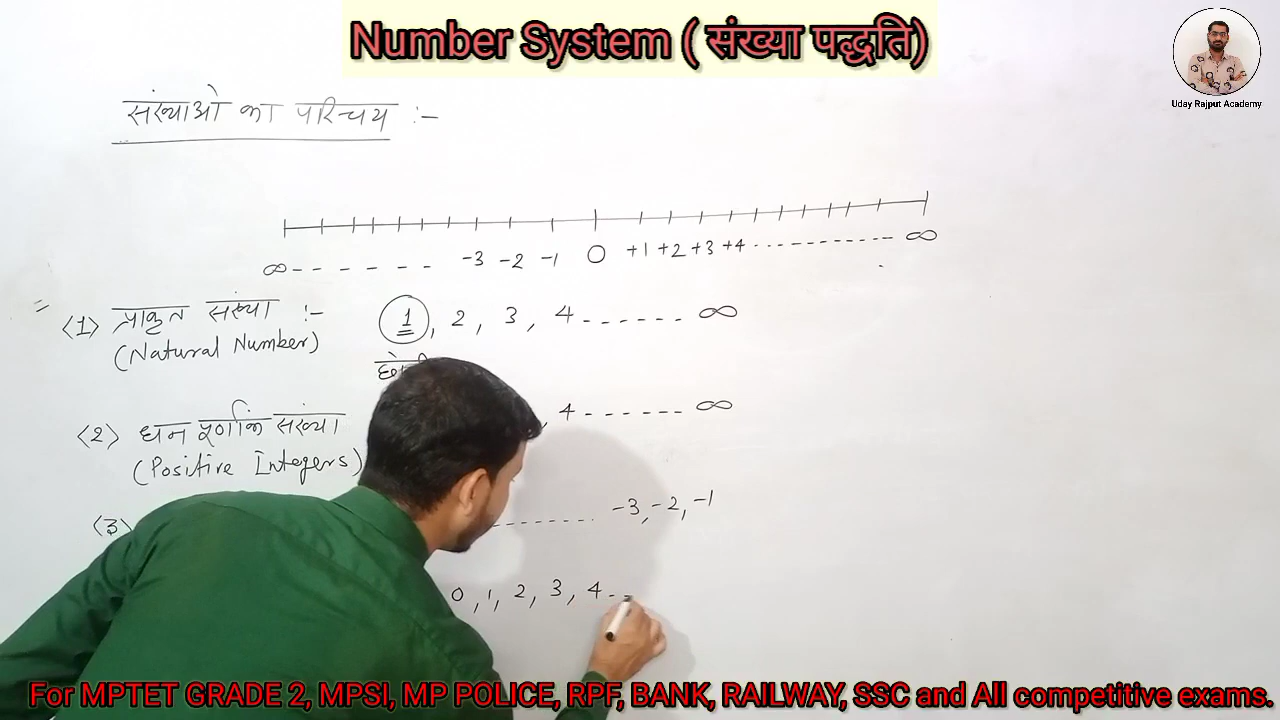 Number System ( संख्या पद्धति)
Uday Rajput Academy
संख्याओ का परिचय :-
∞ - - - - - - -3 -2 -1 0 +1 +2 +3 +4 - - - - - - - - - - - ∞
<1> प्राकृत संख्या :- 1, 2, 3, 4 - - - - - - ∞
(Natural Number)
<2> धन पूर्णांक संख्या 4 - - - - - - ∞
(Positive Integers)
<3> - - - - - - - - - -3, -2, -1
0, 1, 2, 3, 4 - -
For MPTET GRADE 2, MPSI, MP POLICE, RPF, BANK, RAILWAY, SSC and All competitive exams.